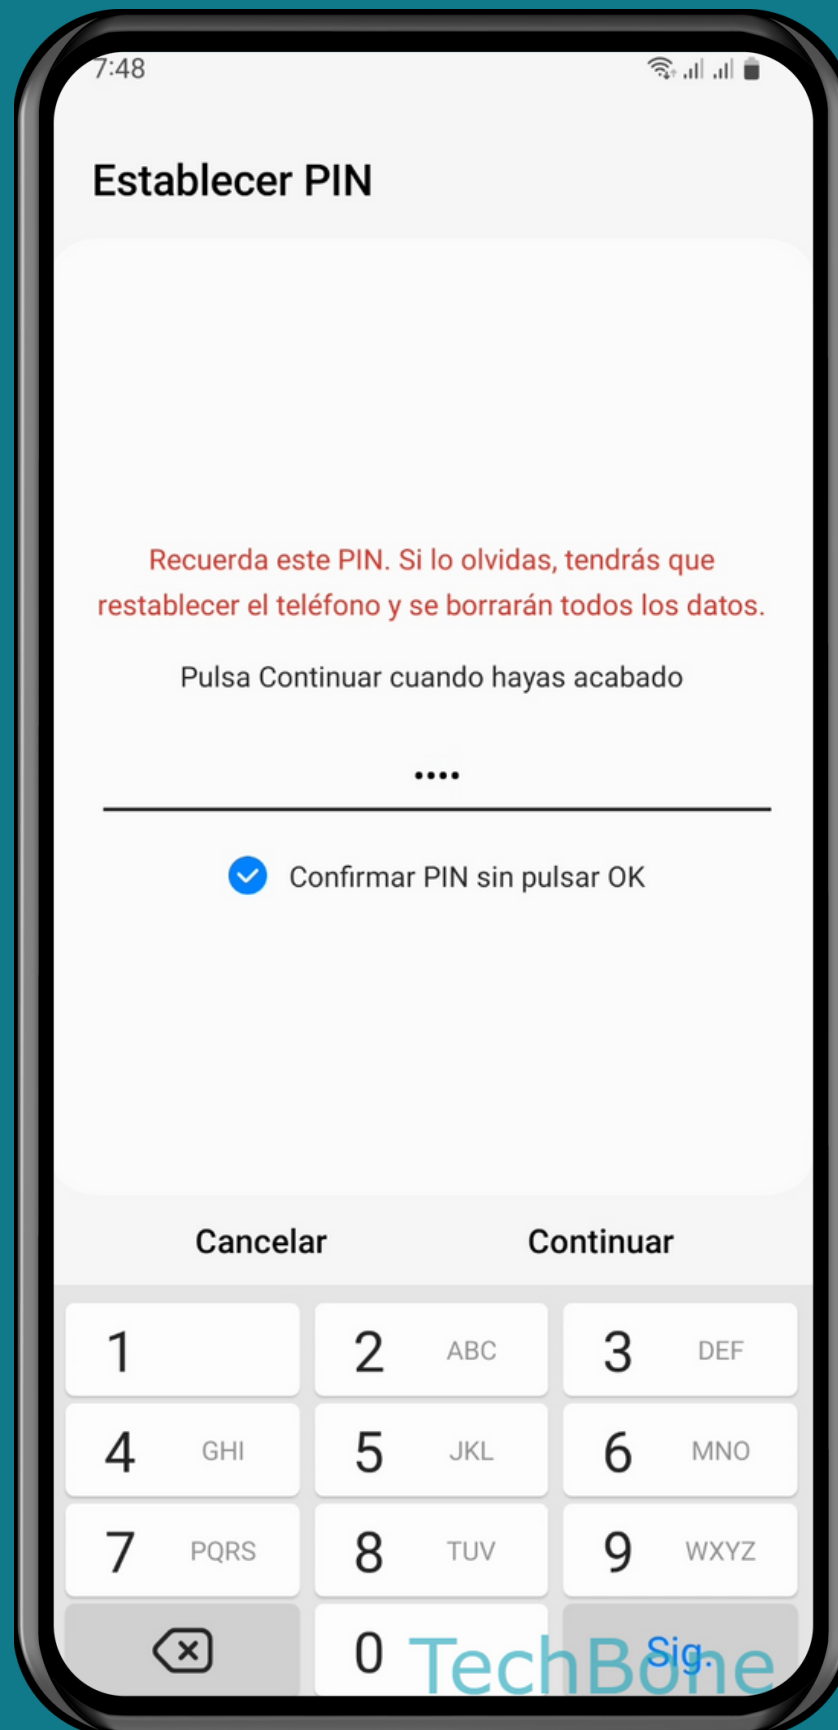 7:48
Establecer PIN
Recuerda este PIN. Si lo olvidas, tendrás que
restablecer el teléfono y se borrarán todos los datos.
Pulsa Continuar cuando hayas acabado
••••
Confirmar PIN sin pulsar OK
Cancelar Continuar
1 2 ABC 3 DEF
4 GHI 5 JKL 6 MNO
7 PQRS 8 TUV 9 WXYZ
0 Sig.
TechBone